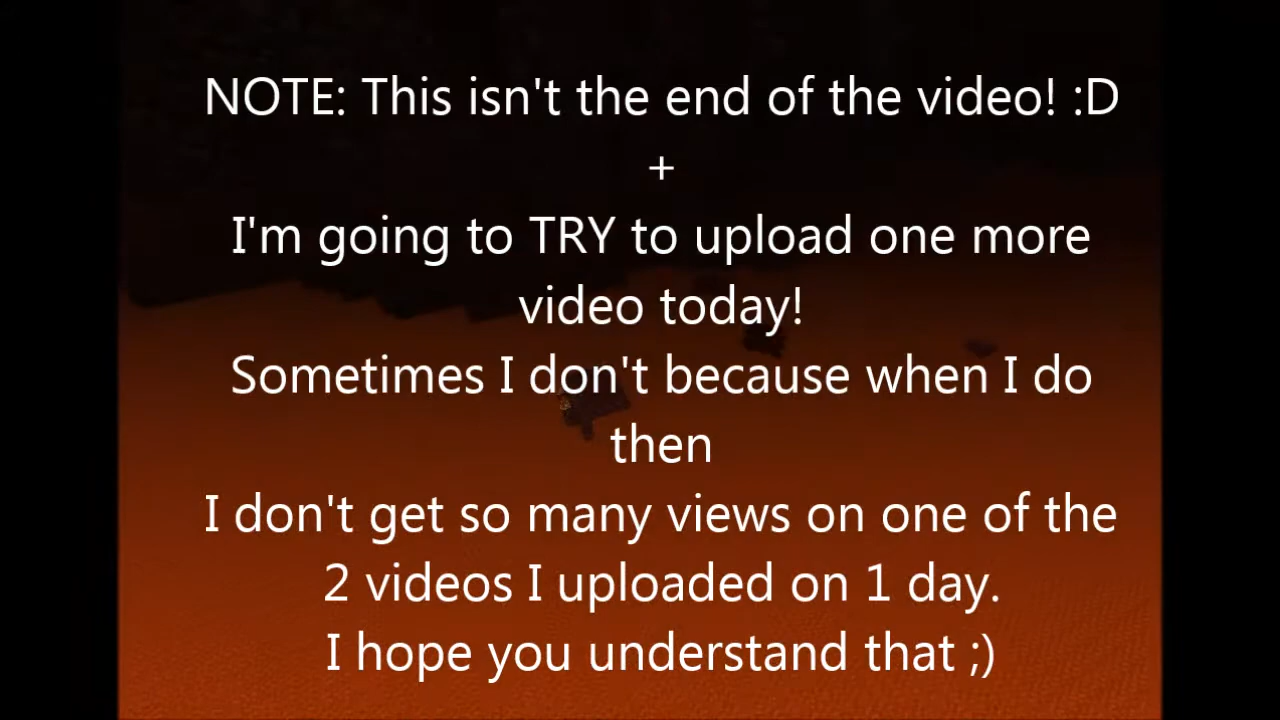 NOTE: This isn't the end of the video! :D
+
I'm going to TRY to upload one more
video today!
Sometimes I don't because when I do
then
I don't get so many views on one of the
2 videos I uploaded on 1 day.
I hope you understand that ;)